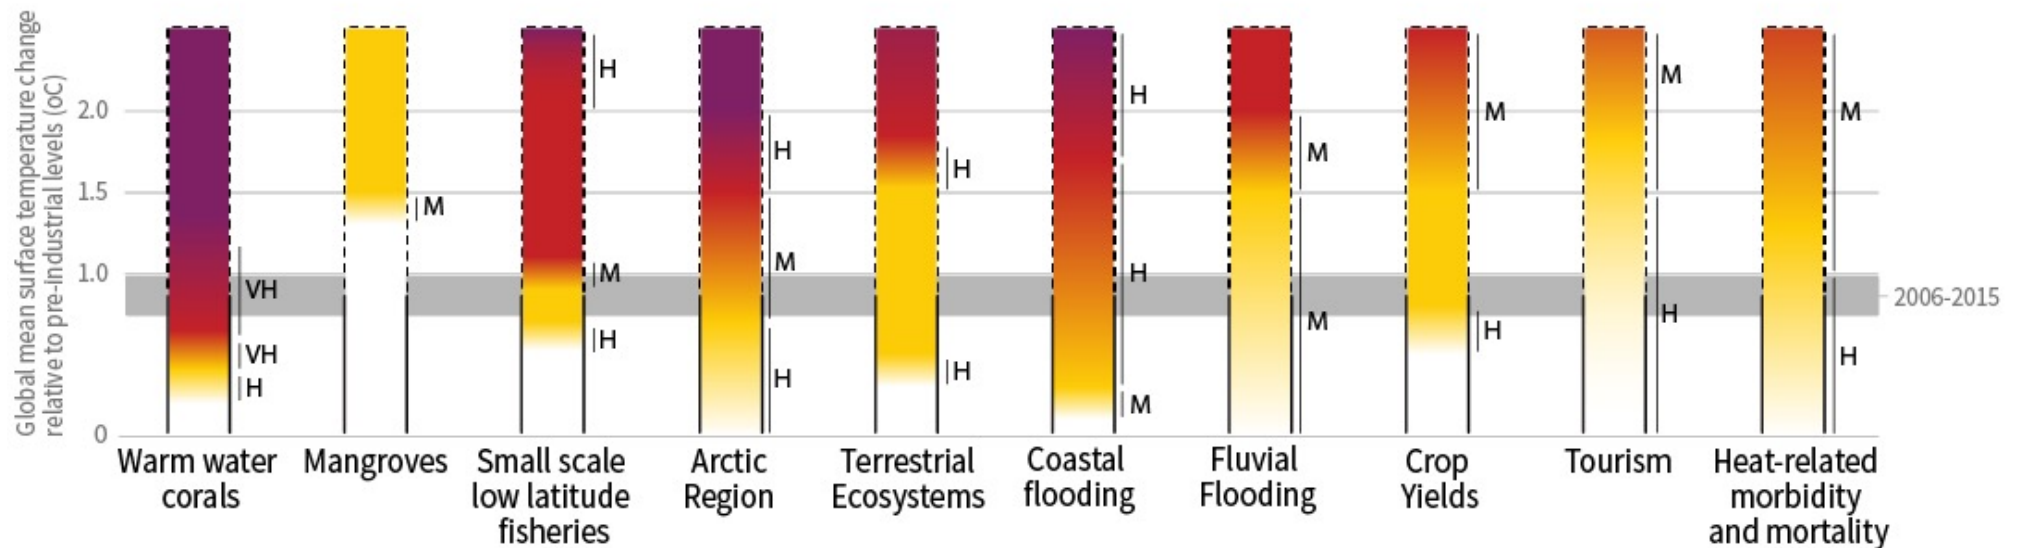 Global mean surface temperature change
relative to pre-industrial levels (oC)
2.0
1.5
1.0
0
2006-2015
VH
VH
H
M
H
M
H
H
M
H
H
H
H
H
M
M
M
M
H
M
H
M
H
Warm water
corals
Mangroves
Small scale
low latitude
fisheries
Arctic
Region
Terrestrial
Ecosystems
Coastal
flooding
Fluvial
Flooding
Crop
Yields
Tourism
Heat-related
morbidity
and mortality